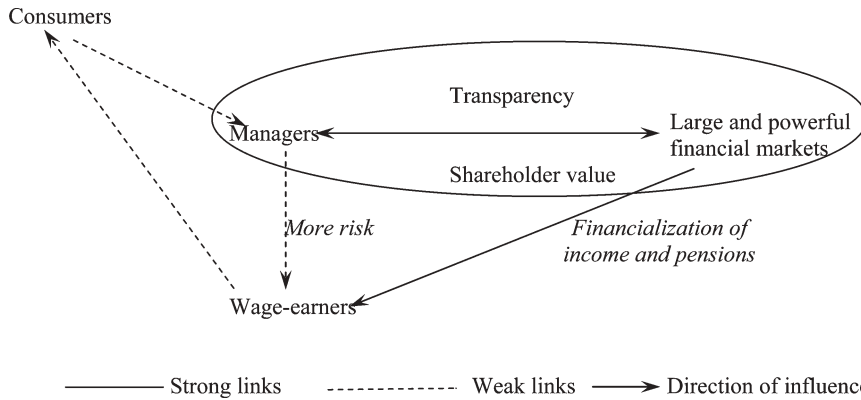 Consumers
Transparency
Managers
Large and powerful
financial markets
Shareholder value
More risk
Financialization of
income and pensions
Wage-earners
Strong links
Weak links
Direction of influence